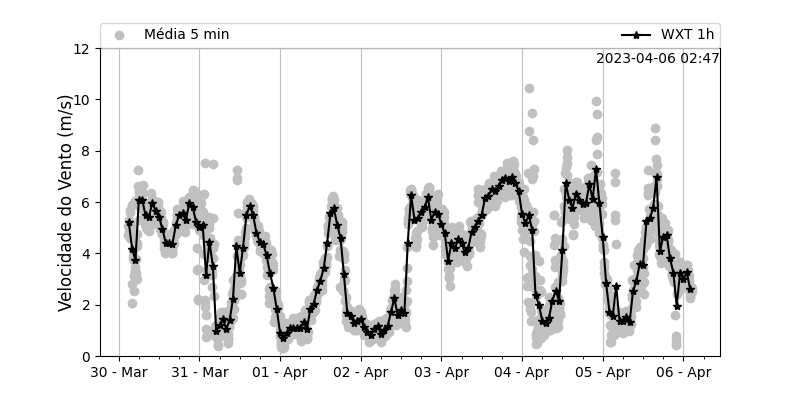 Média 5 min
WXT 1h
2023-04-06 02:47
Velocidade do Vento (m/s)
12
10
8
6
4
2
0
30 - Mar
31 - Mar
01 - Apr
02 - Apr
03 - Apr
04 - Apr
05 - Apr
06 - Apr